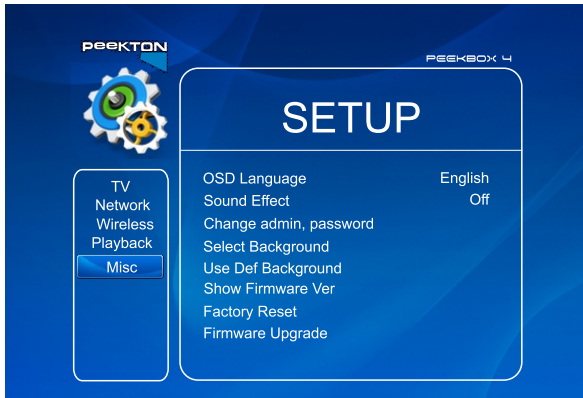 PeeKTON
PEEKBOX 4
SETUP
TV
Network
Wireless
Playback
Misc
OSD Language English
Sound Effect Off
Change admin, password
Select Background
Use Def Background
Show Firmware Ver
Factory Reset
Firmware Upgrade